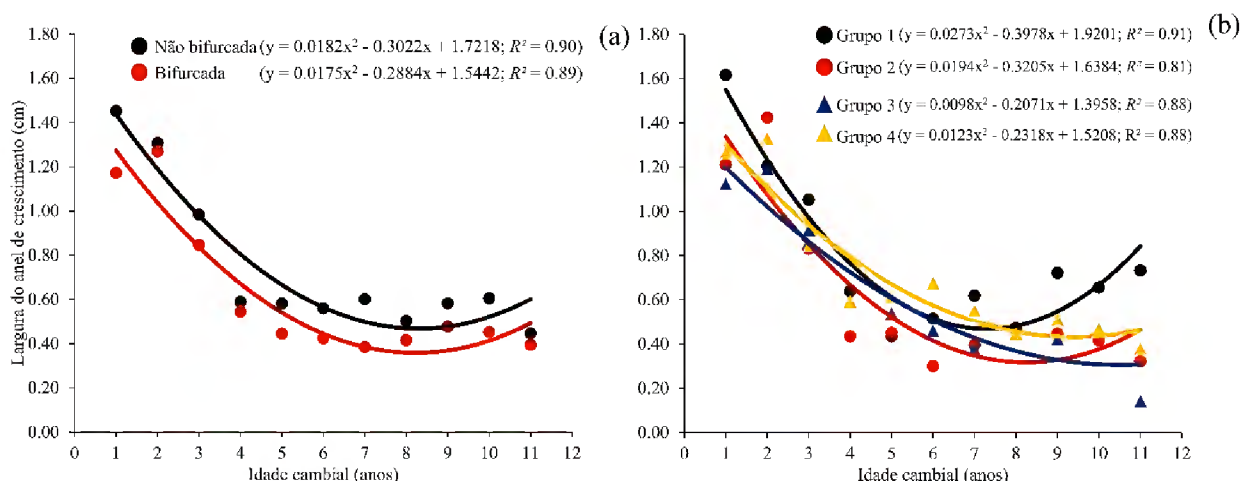 (a)
Não bifurcada (y = 0.0182x² - 0.3022x + 1.7218; R² = 0.90)
Bifurcada (y = 0.0175x² - 0.2884x + 1.5442; R² = 0.89)
Largura do anel de crescimento (cm)
1.80
1.60
1.40
1.20
1.00
0.80
0.60
0.40
0.20
0.00
0 1 2 3 4 5 6 7 8 9 10 11 12
Idade cambial (anos)
(b)
Grupo 1 (y = 0.0273x² - 0.3978x + 1.9201; R² = 0.91)
Grupo 2 (y = 0.0194x² - 0.3205x + 1.6384; R² = 0.81)
Grupo 3 (y = 0.0098x² - 0.2071x + 1.3958; R² = 0.88)
Grupo 4 (y = 0.0123x² - 0.2318x + 1.5208; R² = 0.88)
1.80
1.60
1.40
1.20
1.00
0.80
0.60
0.40
0.20
0.00
0 1 2 3 4 5 6 7 8 9 10 11 12
Idade cambial (anos)